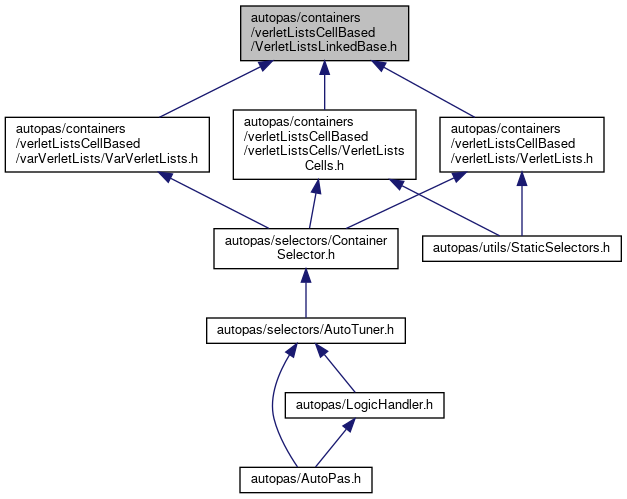 autopas/containers
/verletListsCellBased
/VerletListsLinkedBase.h
autopas/containers
/verletListsCellBased
/varVerletLists/VarVerletLists.h
autopas/containers
/verletListsCellBased
/verletListsCells/VerletLists
Cells.h
autopas/containers
/verletListsCellBased
/verletLists/VerletLists.h
autopas/selectors/Container
Selector.h
autopas/utils/StaticSelectors.h
autopas/selectors/AutoTuner.h
autopas/LogicHandler.h
autopas/AutoPas.h